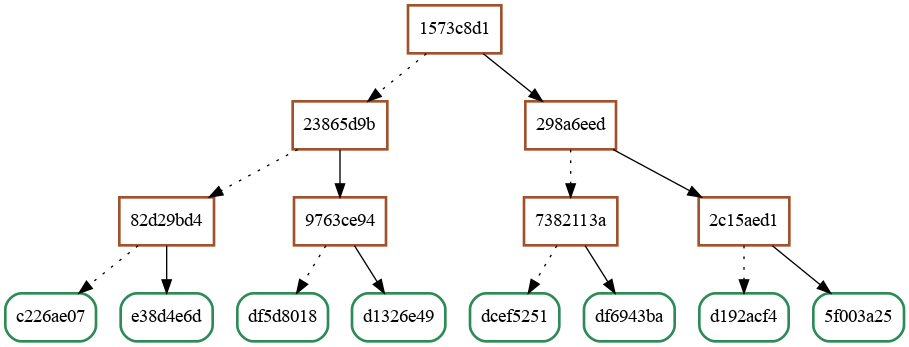 1573c8d1
23865d9b
298a6eed
82d29bd4
9763ce94
7382113a
2c15aed1
c226ae07
e38d4e6d
df5d8018
d1326e49
dcef5251
df6943ba
d192acf4
5f003a25